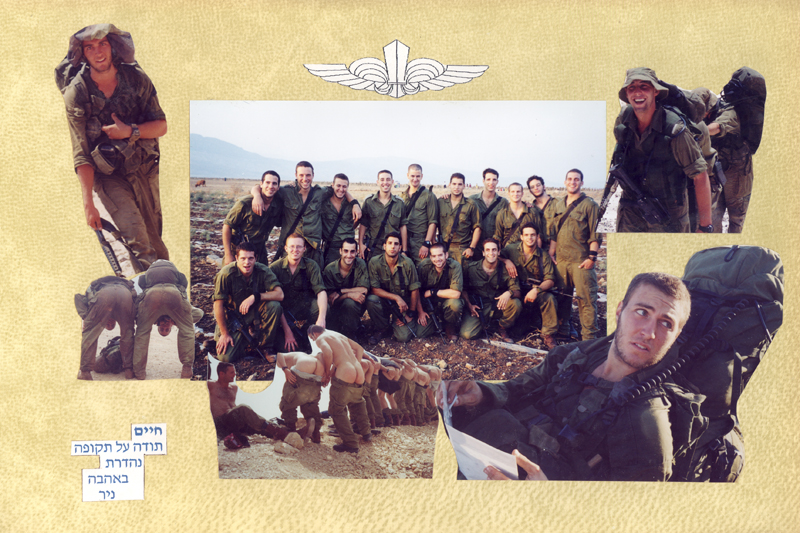 חיים
תודה על תקופה
נהדרת
באהבה
ניר